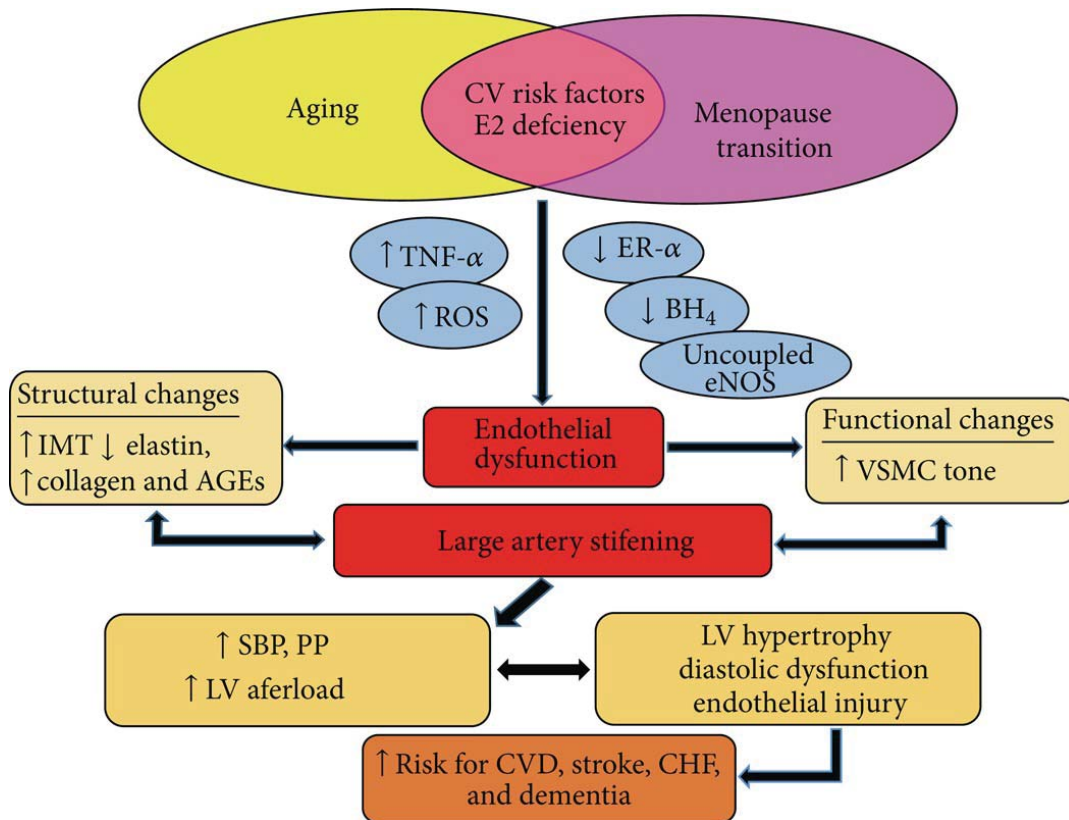 Aging
CV risk factors
E2 defciency
Menopause
transition
↑ TNF-α
↑ ROS
↓ ER-α
↓ BH₄
Uncoupled
eNOS
Structural changes
↑ IMT ↓ elastin,
↑ collagen and AGEs
Endothelial
dysfunction
Functional changes
↑ VSMC tone
Large artery stifening
↑ SBP, PP
↑ LV aferload
LV hypertrophy
diastolic dysfunction
endothelial injury
↑ Risk for CVD, stroke, CHF,
and dementia